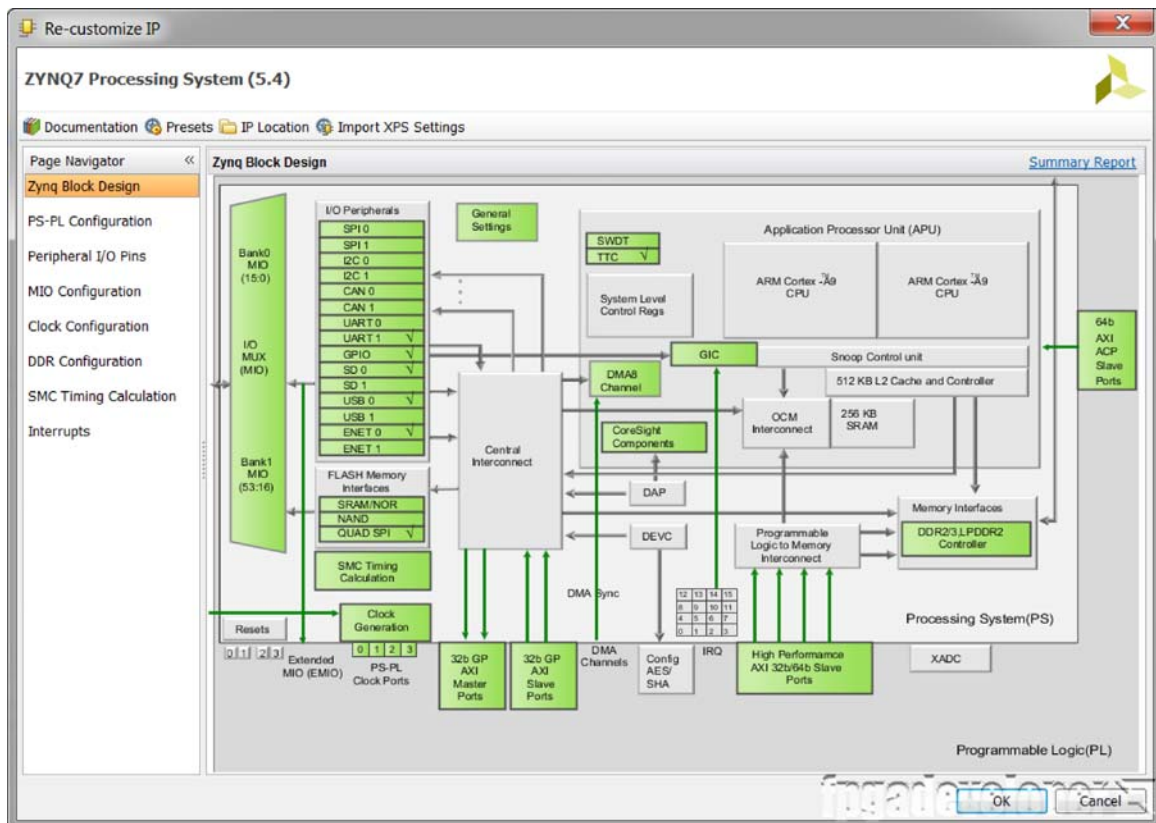 Re-customize IP
ZYNQ7 Processing System (5.4)
Documentation Presets IP Location Import XPS Settings
Page Navigator «
Zynq Block Design
PS-PL Configuration
Peripheral I/O Pins
MIO Configuration
Clock Configuration
DDR Configuration
SMC Timing Calculation
Interrupts
Zynq Block Design
Summary Report
Bank0
MIO
(15:0)
I/O
MUX
(MIO)
Bank1
MIO
(53:16)
I/O Peripherals
SPI 0
SPI 1
I2C 0
I2C 1
CAN 0
CAN 1
UART 0
UART 1 √
GPIO √
SD 0 √
SD 1
USB 0 √
USB 1
ENET 0 √
ENET 1
FLASH Memory
Interfaces
SRAM/NOR
NAND
QUAD SPI √
SMC Timing
Calculation
General
Settings
Application Processor Unit (APU)
SWDT
TTC √
System Level
Control Regs
ARM Cortex -A9
TM
CPU
ARM Cortex -A9
TM
CPU
GIC
Snoop Control unit
512 KB L2 Cache and Controller
DMA8
Channel
OCM
Interconnect
256 KB
SRAM
CoreSight
Components
Central
Interconnect
DAP
DEVC
Programmable
Logic to Memory
Interconnect
Memory Interfaces
DDR2/3,LPDDR2
Controller
64b
AXI
ACP
Slave
Ports
DMA Sync
12 13 14 15
8 9 10 11
4 5 6 7
0 1 2 3
Processing System(PS)
Resets
0 1 2 3
Extended
MIO (EMIO)
Clock
Generation
0 1 2 3
PS-PL
Clock Ports
32b GP
AXI
Master
Ports
32b GP
AXI
Slave
Ports
DMA
Channels
Config
AES/
SHA
IRQ
High Performamce
AXI 32b/64b Slave
Ports
XADC
Programmable Logic(PL)
OK
Cancel